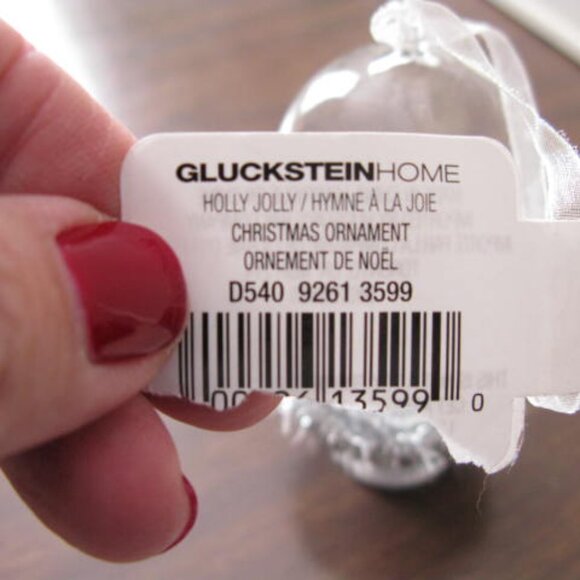 GLUCKSTEINHOME
HOLLY JOLLY / HYMNE À LA JOIE
CHRISTMAS ORNAMENT
ORNEMENT DE NOËL
D540 9261 3599
13599 0